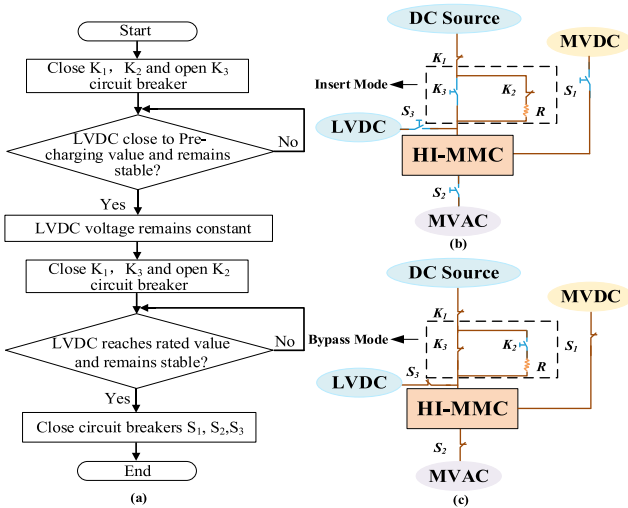 Start
Close K1，K2 and open K3
circuit breaker
LVDC close to Pre-
charging value and remains
stable?
No
Yes
LVDC voltage remains constant
Close K1，K3 and open K2
circuit breaker
LVDC reaches rated value
and remains stable?
No
Yes
Close circuit breakers S1, S2,S3
End
(a)
DC Source
MVDC
K1
Insert Mode
K3
K2
R
S1
S3
LVDC
HI-MMC
S2
MVAC
(b)
DC Source
MVDC
K1
Bypass Mode
K3
K2
R
S1
S3
LVDC
HI-MMC
S2
MVAC
(c)